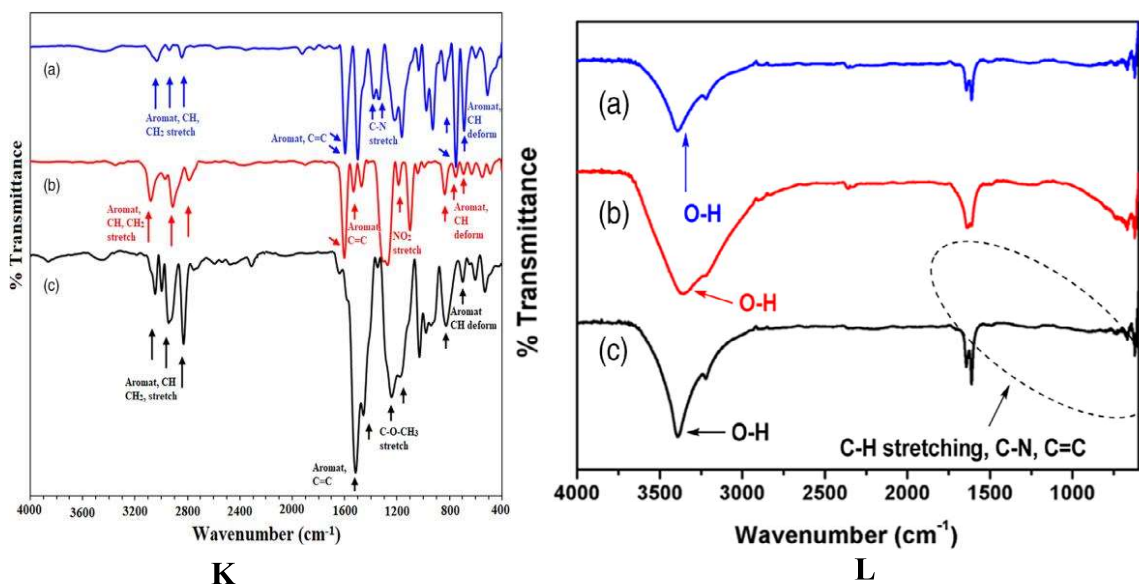 % Transmittance
(a)
Aromat, CH,
CH₂ stretch
Aromat, C=C
C-N
stretch
Aromat,
CH
deform
(b)
Aromat,
CH, CH₂
stretch
Aromat,
C=C
NO₂
stretch
Aromat,
CH
deform
(c)
Aromat, CH
CH₂, stretch
Aromat,
C=C
C-O-CH₃
stretch
Aromat
CH deform
4000 3600 3200 2800 2400 2000 1600 1200 800 400
Wavenumber (cm⁻¹)
K
% Transmittance
(a)
O-H
(b)
O-H
(c)
O-H
C-H stretching, C-N, C=C
4000 3500 3000 2500 2000 1500 1000
Wavenumber (cm⁻¹)
L